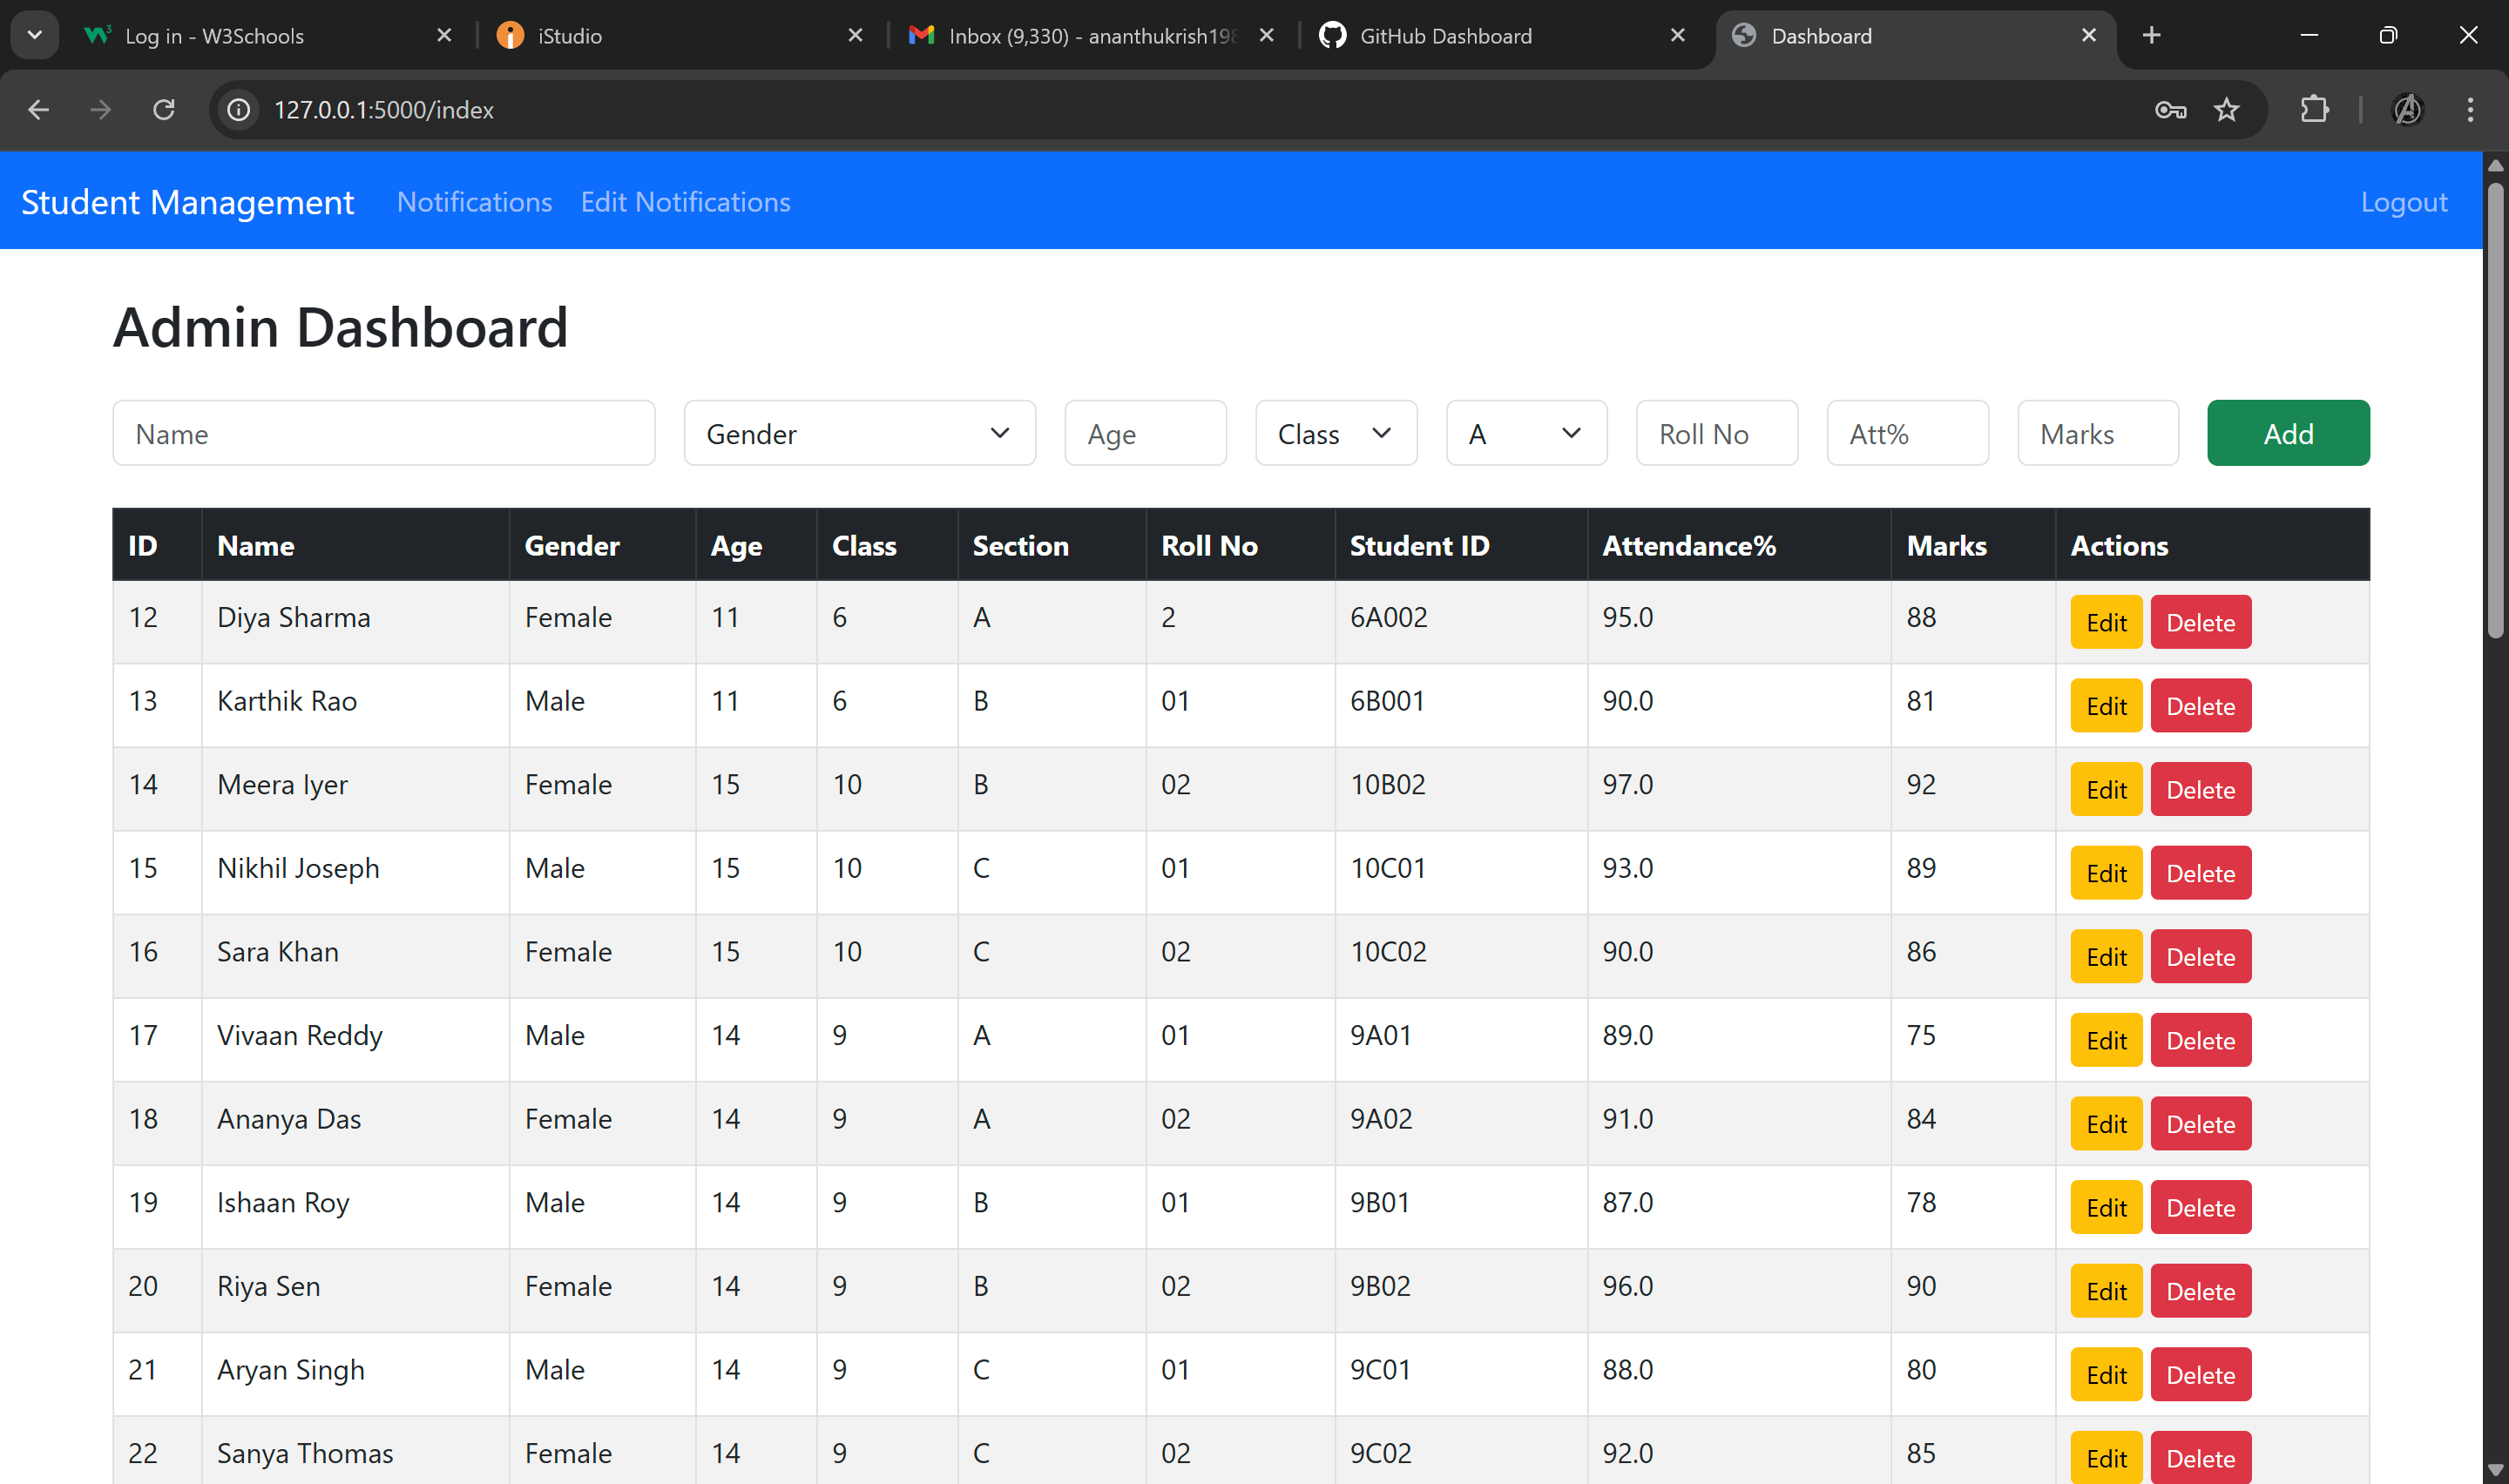 Log in - W3Schools iStudio Inbox (9,330) - ananthukrish198 GitHub Dashboard Dashboard
127.0.0.1:5000/index
Student Management Notifications Edit Notifications Logout
Admin Dashboard
Name Gender Age Class A Roll No Att% Marks Add
ID Name Gender Age Class Section Roll No Student ID Attendance% Marks Actions
12 Diya Sharma Female 11 6 A 2 6A002 95.0 88 Edit Delete
13 Karthik Rao Male 11 6 B 01 6B001 90.0 81 Edit Delete
14 Meera Iyer Female 15 10 B 02 10B02 97.0 92 Edit Delete
15 Nikhil Joseph Male 15 10 C 01 10C01 93.0 89 Edit Delete
16 Sara Khan Female 15 10 C 02 10C02 90.0 86 Edit Delete
17 Vivaan Reddy Male 14 9 A 01 9A01 89.0 75 Edit Delete
18 Ananya Das Female 14 9 A 02 9A02 91.0 84 Edit Delete
19 Ishaan Roy Male 14 9 B 01 9B01 87.0 78 Edit Delete
20 Riya Sen Female 14 9 B 02 9B02 96.0 90 Edit Delete
21 Aryan Singh Male 14 9 C 01 9C01 88.0 80 Edit Delete
22 Sanya Thomas Female 14 9 C 02 9C02 92.0 85 Edit Delete